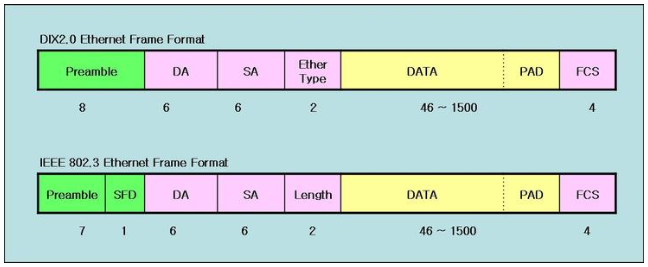 DIX2.0 Ethernet Frame Format
Preamble DA SA Ether Type DATA PAD FCS
8 6 6 2 46 ~ 1500 4
IEEE 802.3 Ethernet Frame Format
Preamble SFD DA SA Length DATA PAD FCS
7 1 6 6 2 46 ~ 1500 4